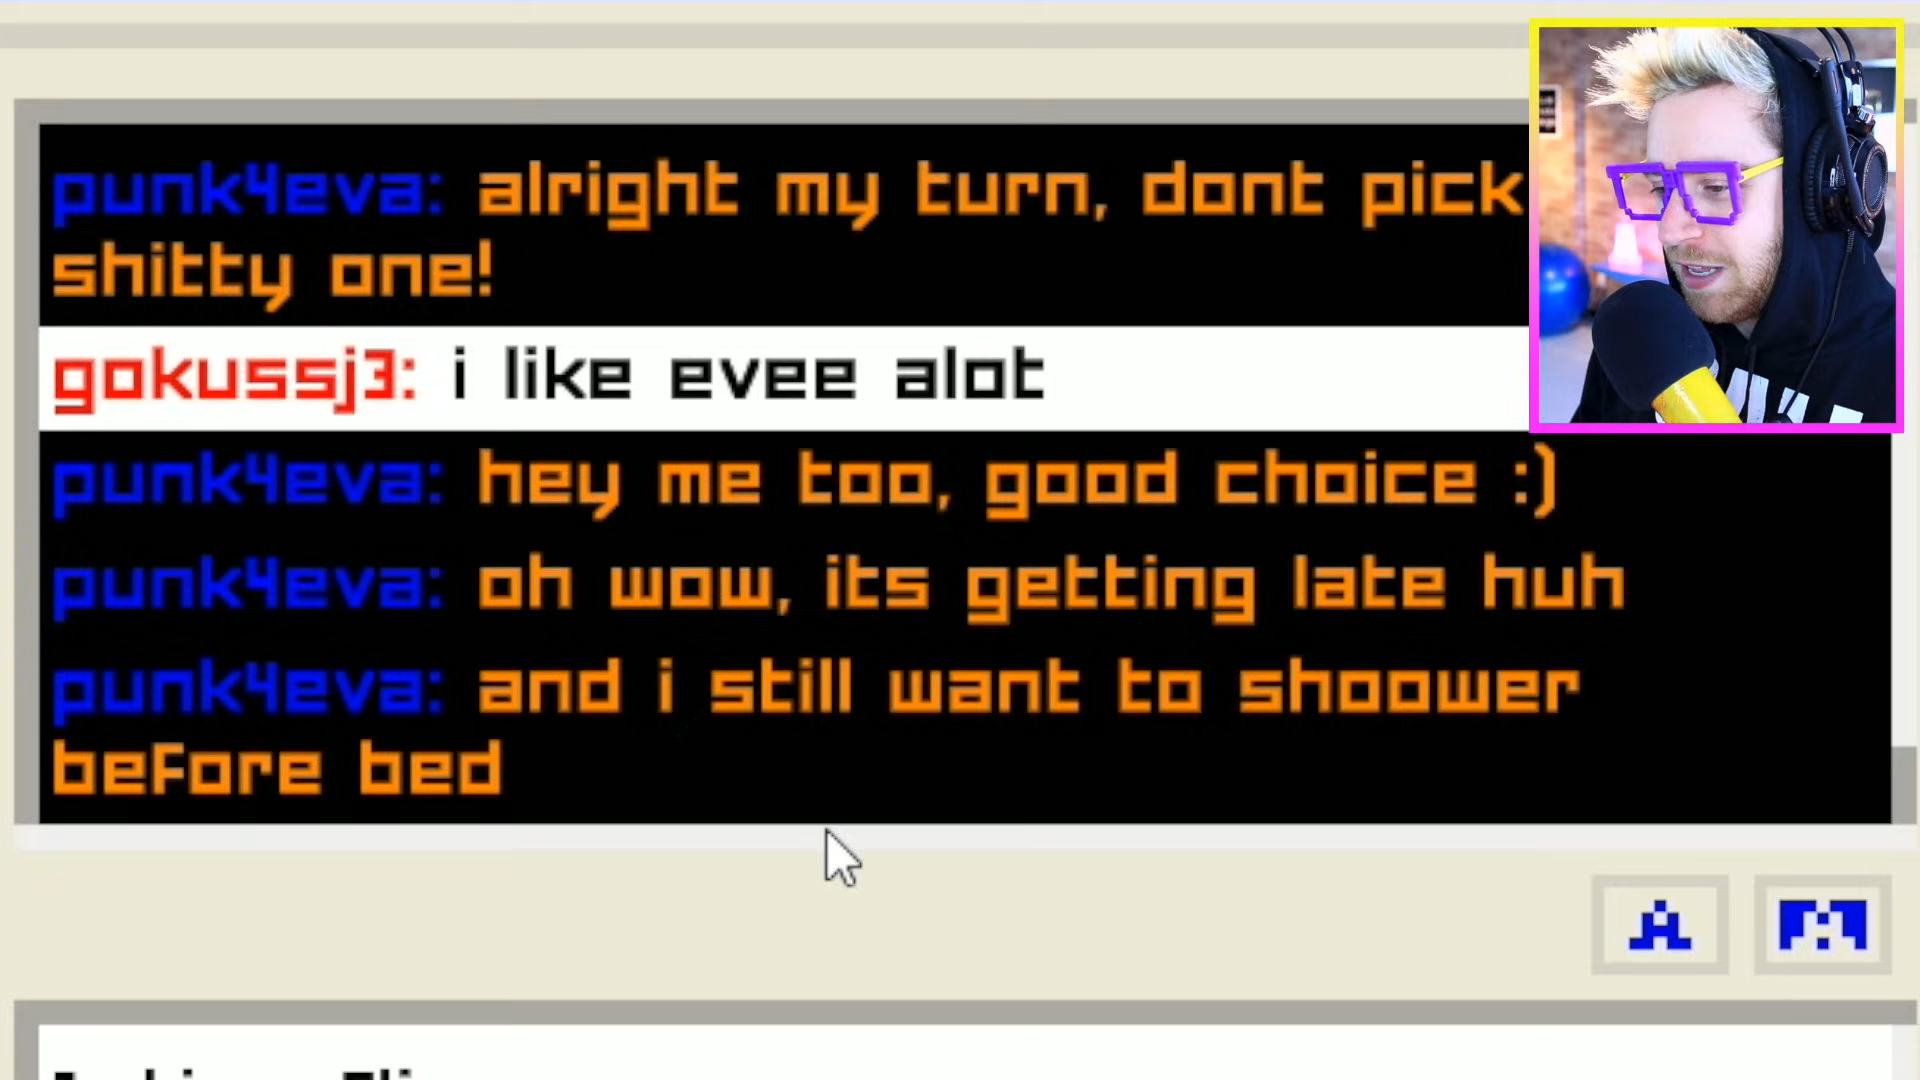 punk4eva: alright my turn, dont pick
shitty one!
gokussj3: i like evee alot
punk4eva: hey me too, good choice :)
punk4eva: oh wow, its getting late huh
punk4eva: and i still want to shoower
before bed
A